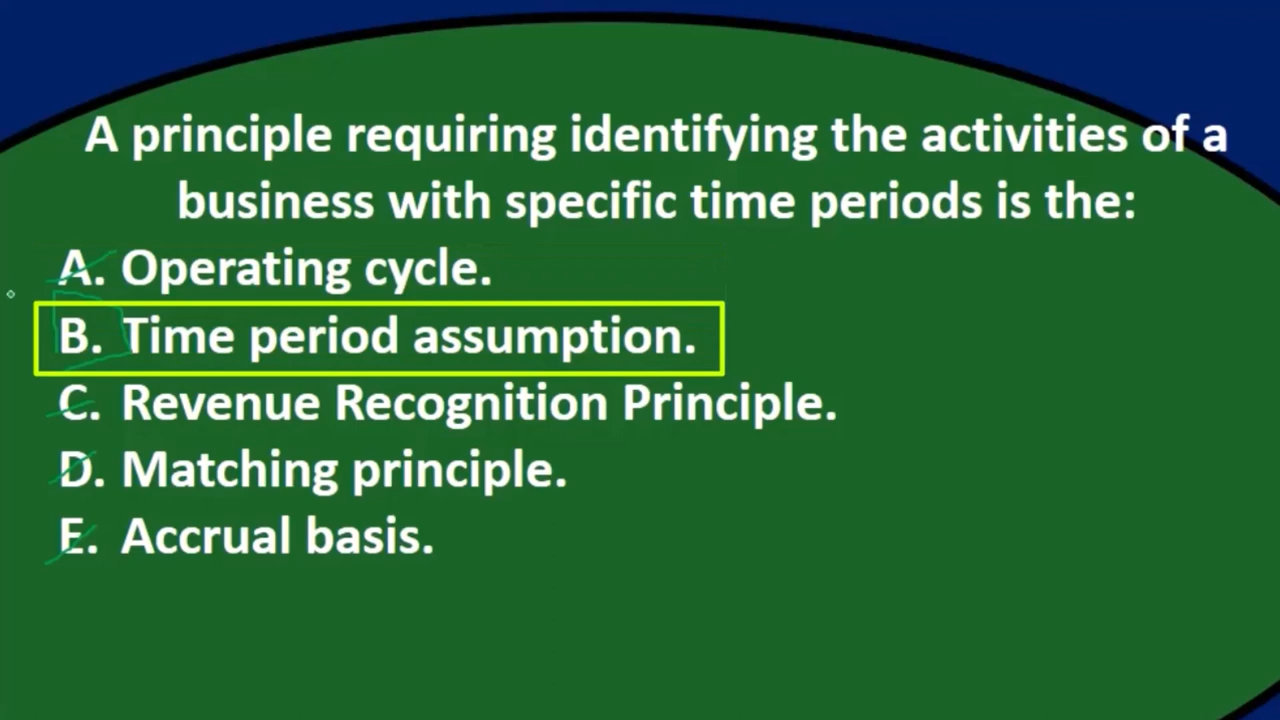 A principle requiring identifying the activities of a
business with specific time periods is the:
A. Operating cycle.
B. Time period assumption.
C. Revenue Recognition Principle.
D. Matching principle.
E. Accrual basis.